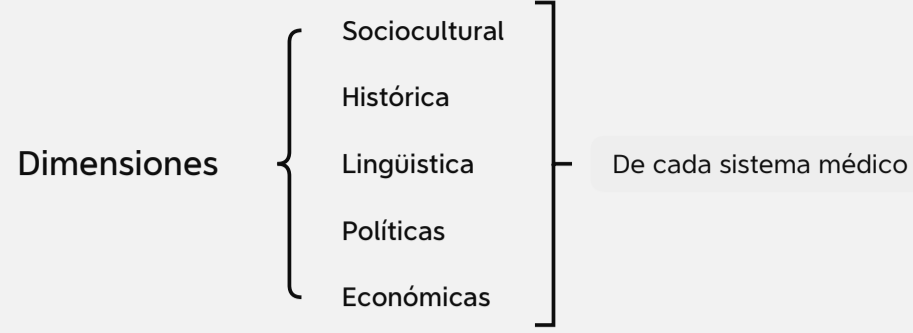 Dimensiones
Sociocultural
Histórica
Lingüistica
Políticas
Económicas
De cada sistema médico